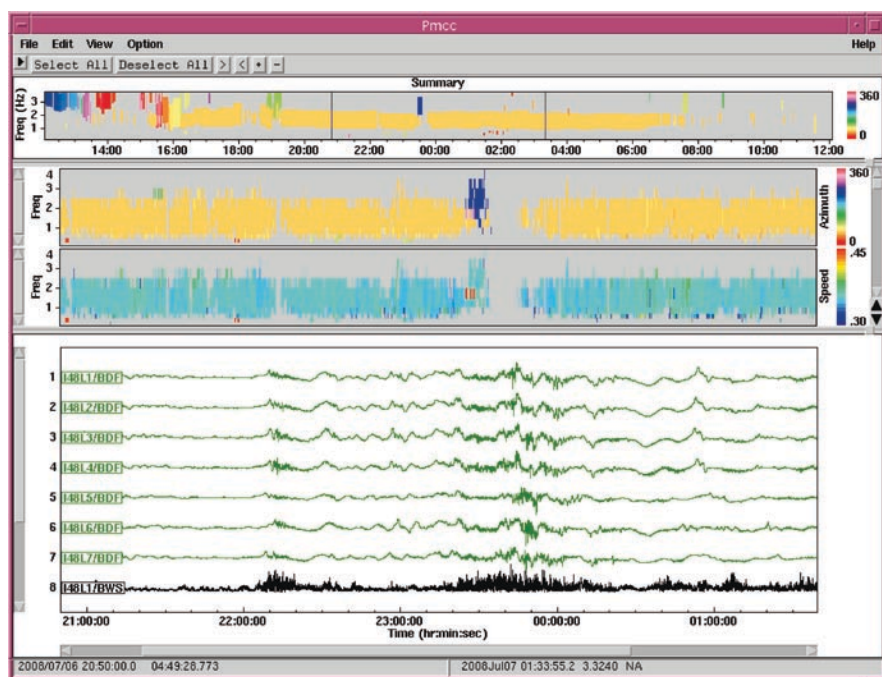 Pmcc
File Edit View Option Help
Select All Deselect All > < + -
Summary
Freq (Hz)
3
2
1
360
0
14:00 16:00 18:00 20:00 22:00 00:00 02:00 04:00 06:00 08:00 10:00 12:00
Freq
4
3
2
1
360
0
Azimuth
Freq
4
3
2
1
.45
.30
Speed
1 I48L1/BDF
2 I48L2/BDF
3 I48L3/BDF
4 I48L4/BDF
5 I48L5/BDF
6 I48L6/BDF
7 I48L7/BDF
8 I48L1/BWS
21:00:00 22:00:00 23:00:00 00:00:00 01:00:00
Time (hr:min:sec)
2008/07/06 20:50:00.0 04:49:28.773 2008Jul07 01:33:55.2 3.3240 NA